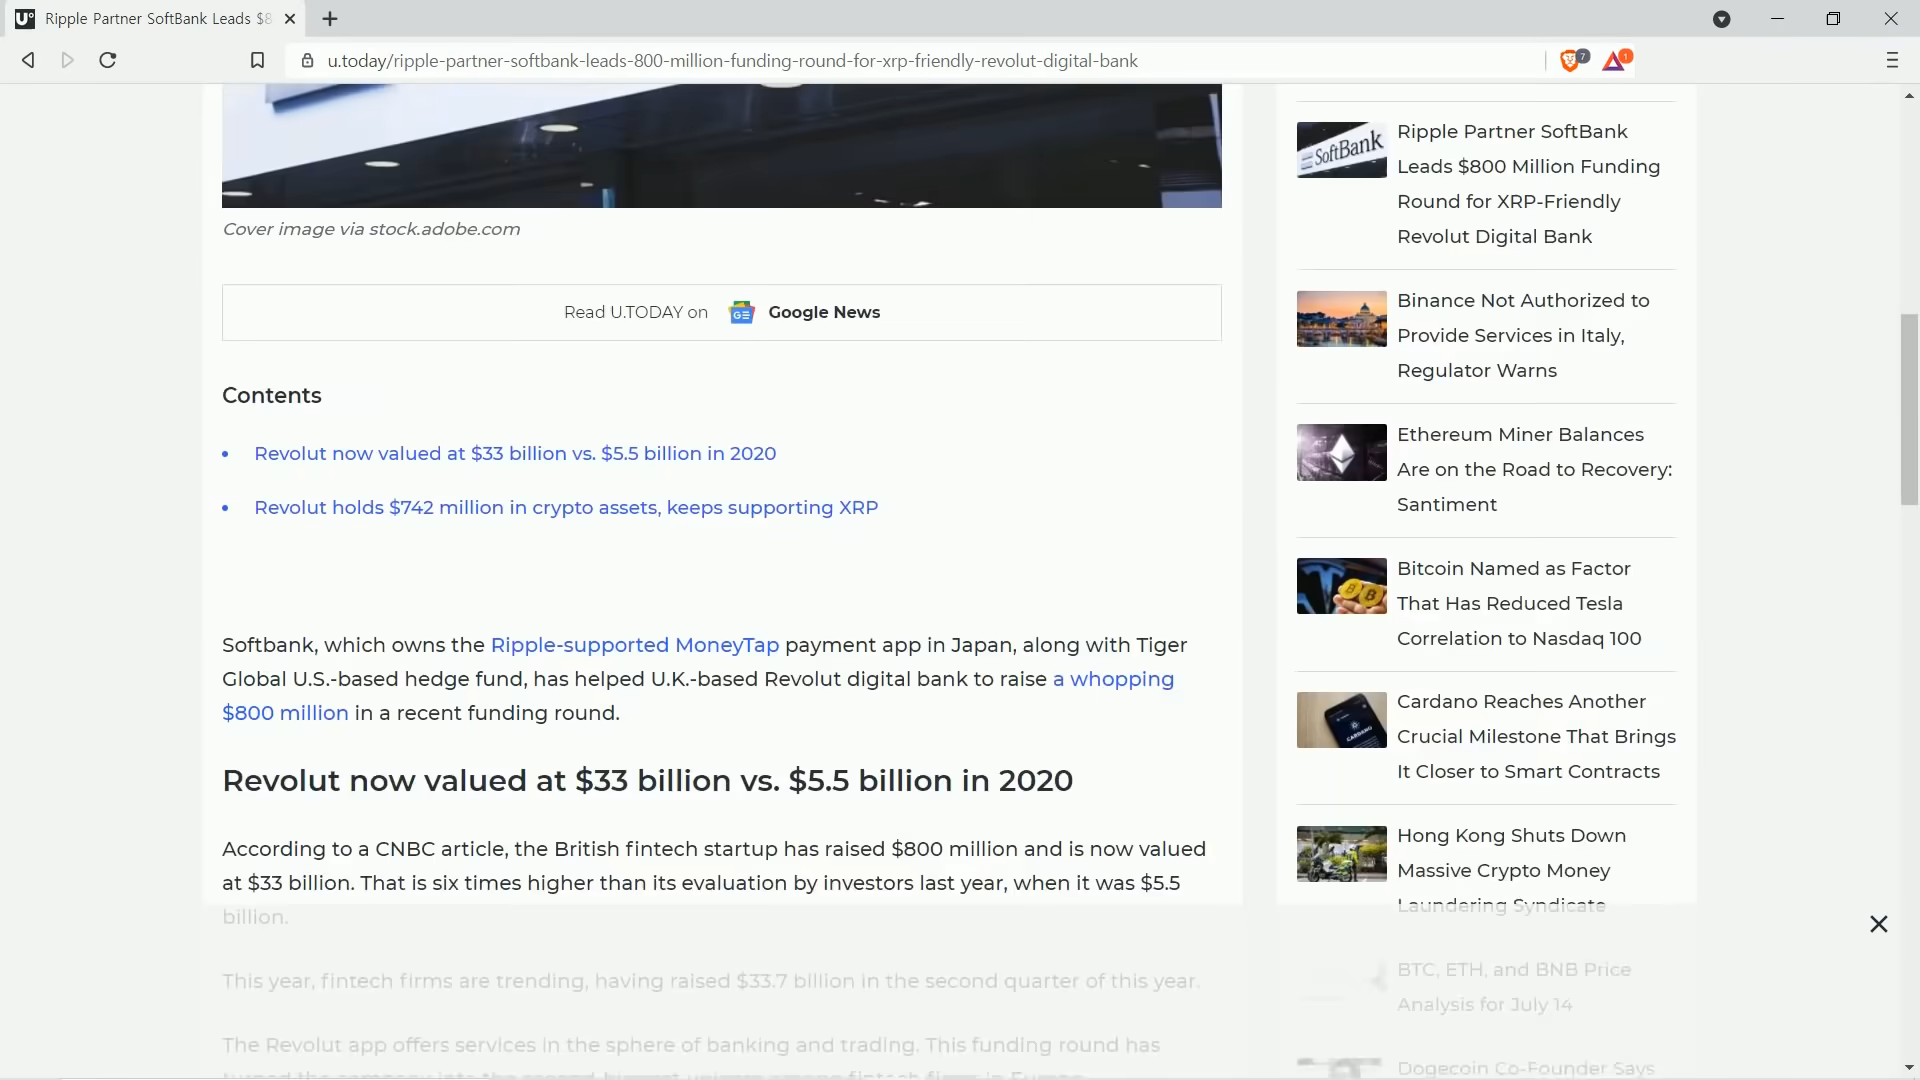 Ripple Partner SoftBank Leads $8
u.today/ripple-partner-softbank-leads-800-million-funding-round-for-xrp-friendly-revolut-digital-bank
7
1
Cover image via stock.adobe.com
Read U.TODAY on Google News
Contents
Revolut now valued at $33 billion vs. $5.5 billion in 2020
Revolut holds $742 million in crypto assets, keeps supporting XRP
Softbank, which owns the Ripple-supported MoneyTap payment app in Japan, along with Tiger
Global U.S.-based hedge fund, has helped U.K.-based Revolut digital bank to raise a whopping
$800 million in a recent funding round.
Revolut now valued at $33 billion vs. $5.5 billion in 2020
According to a CNBC article, the British fintech startup has raised $800 million and is now valued
at $33 billion. That is six times higher than its evaluation by investors last year, when it was $5.5
billion.
This year, fintech firms are trending, having raised $33.7 billion in the second quarter of this year.
The Revolut app offers services in the sphere of banking and trading. This funding round has
SoftBank
Ripple Partner SoftBank
Leads $800 Million Funding
Round for XRP-Friendly
Revolut Digital Bank
Binance Not Authorized to
Provide Services in Italy,
Regulator Warns
Ethereum Miner Balances
Are on the Road to Recovery:
Santiment
Bitcoin Named as Factor
That Has Reduced Tesla
Correlation to Nasdaq 100
CARDANO
Cardano Reaches Another
Crucial Milestone That Brings
It Closer to Smart Contracts
Hong Kong Shuts Down
Massive Crypto Money
Laundering Syndicate
BTC, ETH, and BNB Price
Analysis for July 14
Dogecoin Co-Founder Says